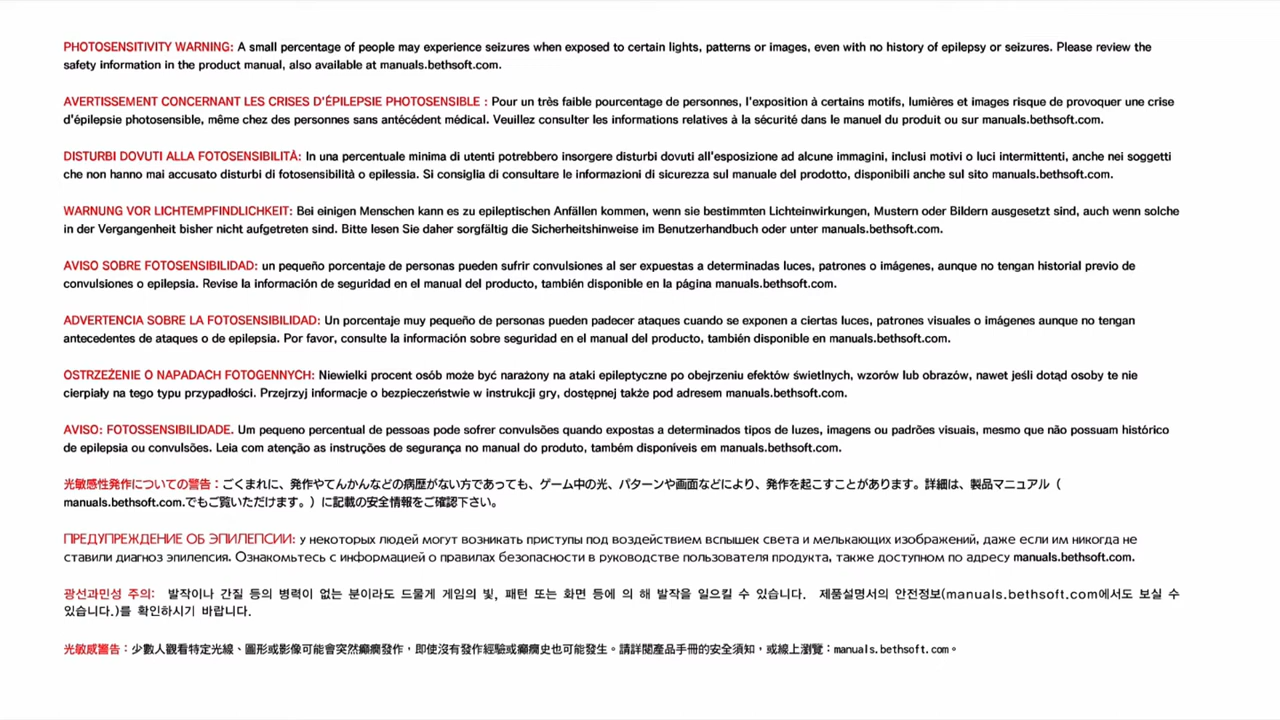 PHOTOSENSITIVITY WARNING: A small percentage of people may experience seizures when exposed to certain lights, patterns or images, even with no history of epilepsy or seizures. Please review the
safety information in the product manual, also available at manuals.bethsoft.com.
AVERTISSEMENT CONCERNANT LES CRISES D'ÉPILEPSIE PHOTOSENSIBLE : Pour un très faible pourcentage de personnes, l'exposition à certains motifs, lumières et images risque de provoquer une crise
d'épilepsie photosensible, même chez des personnes sans antécédent médical. Veuillez consulter les informations relatives à la sécurité dans le manuel du produit ou sur manuals.bethsoft.com.
DISTURBI DOVUTI ALLA FOTOSENSIBILITÀ: In una percentuale minima di utenti potrebbero insorgere disturbi dovuti all'esposizione ad alcune immagini, inclusi motivi o luci intermittenti, anche nei soggetti
che non hanno mai accusato disturbi di fotosensibilità o epilessia. Si consiglia di consultare le informazioni di sicurezza sul manuale del prodotto, disponibili anche sul sito manuals.bethsoft.com.
WARNUNG VOR LICHTEMPFINDLICHKEIT: Bei einigen Menschen kann es zu epileptischen Anfällen kommen, wenn sie bestimmten Lichteinwirkungen, Mustern oder Bildern ausgesetzt sind, auch wenn solche
in der Vergangenheit bisher nicht aufgetreten sind. Bitte lesen Sie daher sorgfältig die Sicherheitshinweise im Benutzerhandbuch oder unter manuals.bethsoft.com.
AVISO SOBRE FOTOSENSIBILIDAD: un pequeño porcentaje de personas pueden sufrir convulsiones al ser expuestas a determinadas luces, patrones o imágenes, aunque no tengan historial previo de
convulsiones o epilepsia. Revise la información de seguridad en el manual del producto, también disponible en la página manuals.bethsoft.com.
ADVERTENCIA SOBRE LA FOTOSENSIBILIDAD: Un porcentaje muy pequeño de personas pueden padecer ataques cuando se exponen a ciertas luces, patrones visuales o imágenes aunque no tengan
antecedentes de ataques o de epilepsia. Por favor, consulte la información sobre seguridad en el manual del producto, también disponible en manuals.bethsoft.com.
OSTRZEŻENIE O NAPADACH FOTOGENNYCH: Niewielki procent osób może być narażony na ataki epileptyczne po obejrzeniu efektów świetlnych, wzorów lub obrazów, nawet jeśli dotąd osoby te nie
cierpiały na tego typu przypadłości. Przejrzyj informacje o bezpieczeństwie w instrukcji gry, dostępnej także pod adresem manuals.bethsoft.com.
AVISO: FOTOSSENSIBILIDADE. Um pequeno percentual de pessoas pode sofrer convulsões quando expostas a determinados tipos de luzes, imagens ou padrões visuais, mesmo que não possuam histórico
de epilepsia ou convulsões. Leia com atenção as instruções de segurança no manual do produto, também disponíveis em manuals.bethsoft.com.
光敏感性発作についての警告：ごくまれに、発作やてんかんなどの病歴がない方であっても、ゲーム中の光、パターンや画面などにより、発作を起こすことがあります。詳細は、製品マニュアル（
manuals.bethsoft.com.でもご覧いただけます。）に記載の安全情報をご確認下さい。
ПРЕДУПРЕЖДЕНИЕ ОБ ЭПИЛЕПСИИ: у некоторых людей могут возникать приступы под воздействием вспышек света и мелькающих изображений, даже если им никогда не
ставили диагноз эпилепсия. Ознакомьтесь с информацией о правилах безопасности в руководстве пользователя продукта, также доступном по адресу manuals.bethsoft.com.
광선과민성 주의: 발작이나 간질 등의 병력이 없는 분이라도 드물게 게임의 빛, 패턴 또는 화면 등에 의 해 발작을 일으킬 수 있습니다. 제품설명서의 안전정보(manuals.bethsoft.com에서도 보실 수
있습니다.)를 확인하시기 바랍니다.
光敏感警告：少數人觀看特定光線、圖形或影像可能會突然癲癇發作，即使沒有發作經驗或癲癇史也可能發生。請詳閱產品手冊的安全須知，或線上瀏覽：manuals.bethsoft.com。